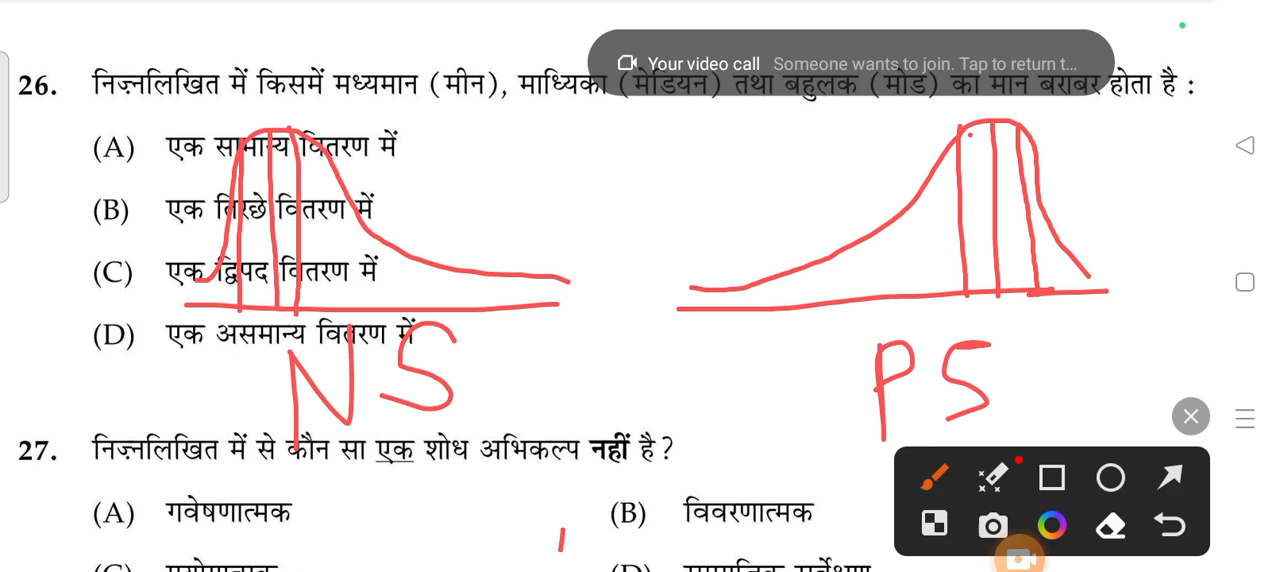 Your video call Someone wants to join. Tap to return t...
26. निज़्नलिखित में किसमें मध्यमान (मीन), माध्यिका (मेडियन) तथा बहुलक (मोड) का मान बराबर होता है :
(A) एक सामान्य वितरण में
(B) एक तिरछे वितरण में
(C) एक द्विपद वितरण में
(D) एक असमान्य वितरण में
NS
PS
27. निज़्नलिखित में से कौन सा एक शोध अभिकल्प नहीं है?
(A) गवेषणात्मक
(B) विवरणात्मक